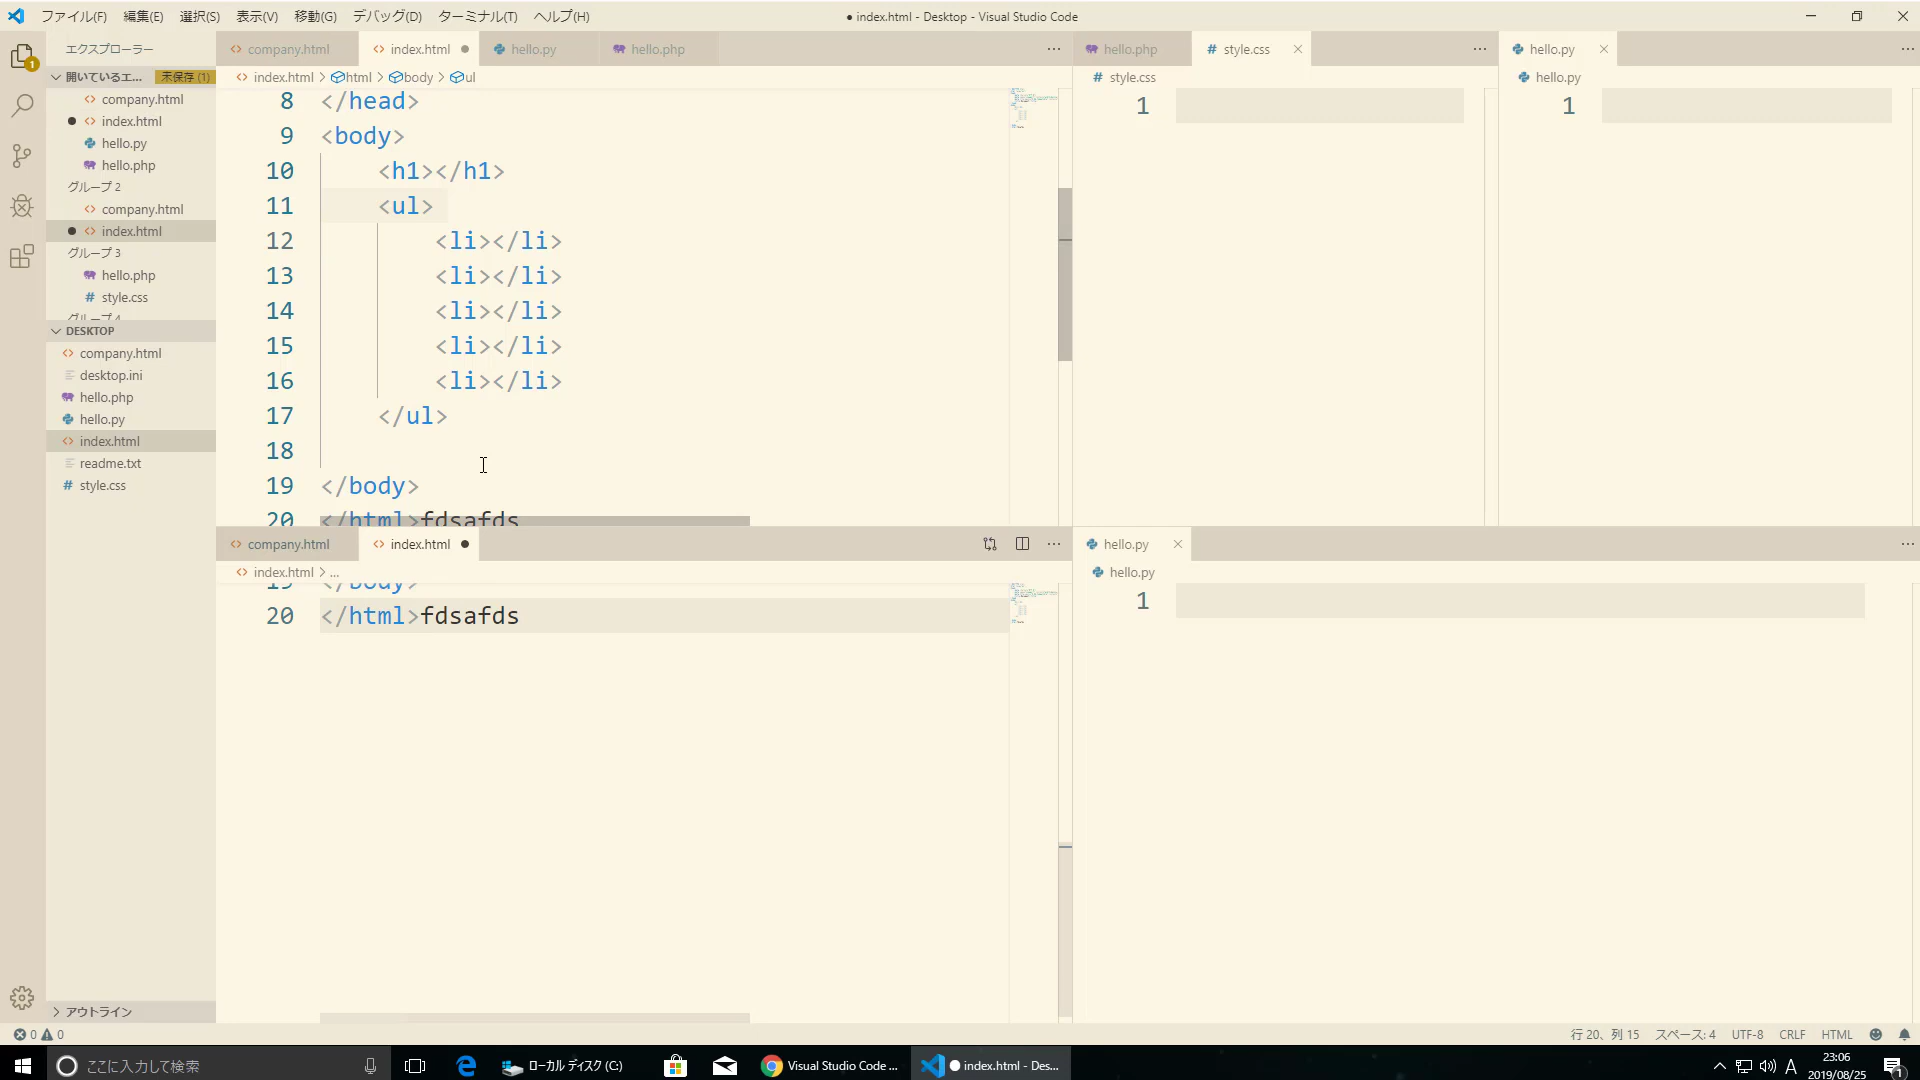 ファイル(F) 編集(E) 選択(S) 表示(V) 移動(G) デバッグ(D) ターミナル(T) ヘルプ(H)
● index.html - Desktop - Visual Studio Code
エクスプローラー
開いているエ... 未保存 (1)
company.html
index.html
hello.py
hello.php
グループ 2
company.html
index.html
グループ 3
hello.php
style.css
グループ 4
DESKTOP
company.html
desktop.ini
hello.php
hello.py
index.html
readme.txt
style.css
アウトライン
company.html index.html hello.py hello.php
index.html > html > body > ul
8 </head>
9 <body>
10 <h1></h1>
11 <ul>
12 <li></li>
13 <li></li>
14 <li></li>
15 <li></li>
16 <li></li>
17 </ul>
18
19 </body>
20 </html>fdsafds
hello.php style.css
style.css
1
hello.py
hello.py
1
company.html index.html
index.html > ...
19 </body>
20 </html>fdsafds
hello.py
hello.py
1
0 0
行 20、列 15 スペース: 4 UTF-8 CRLF HTML
ここに入力して検索
ローカル ディスク (C:)
Visual Studio Code ...
index.html - Des...
A
23:06
2019/08/25
1